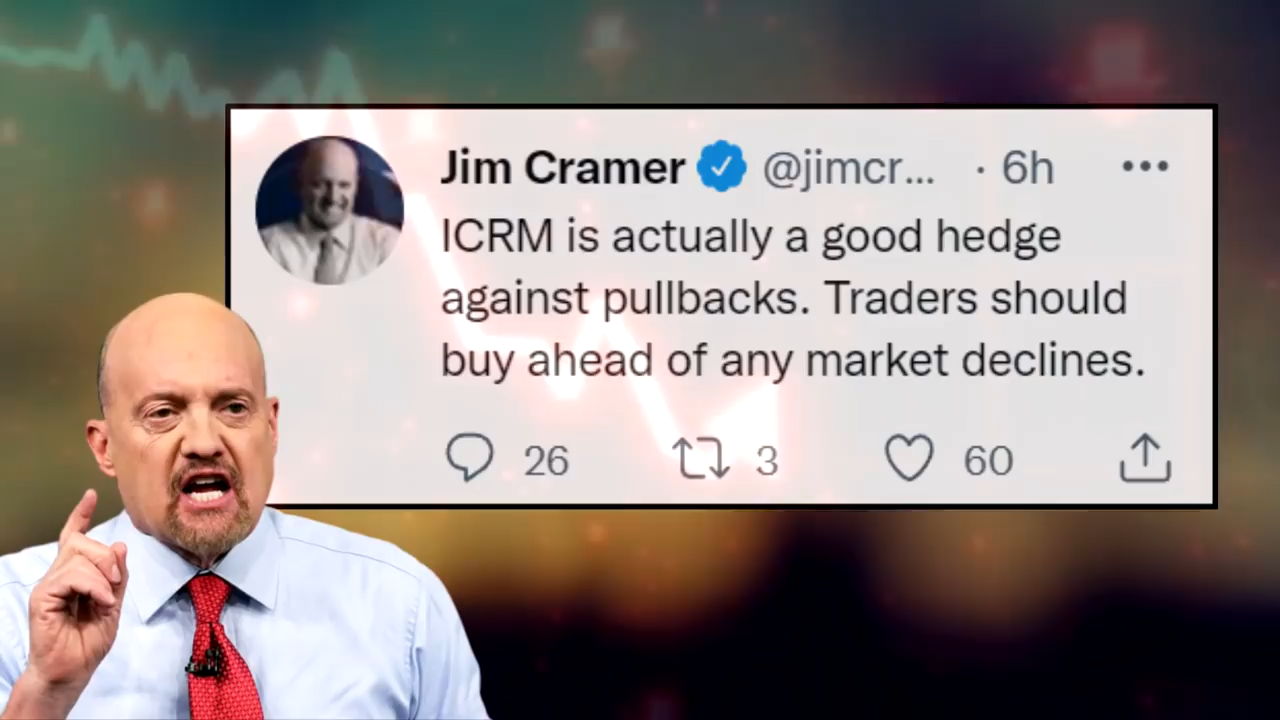 Jim Cramer @jimcr... · 6h
ICRM is actually a good hedge
against pullbacks. Traders should
buy ahead of any market declines.
26 3 60